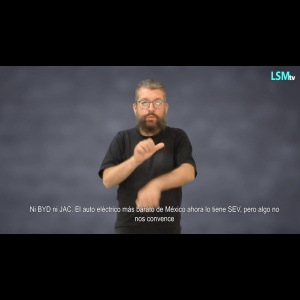 LSMtv
Ni BYD ni JAC. El auto eléctrico más barato de México ahora lo tiene SEV, pero algo no
nos convence